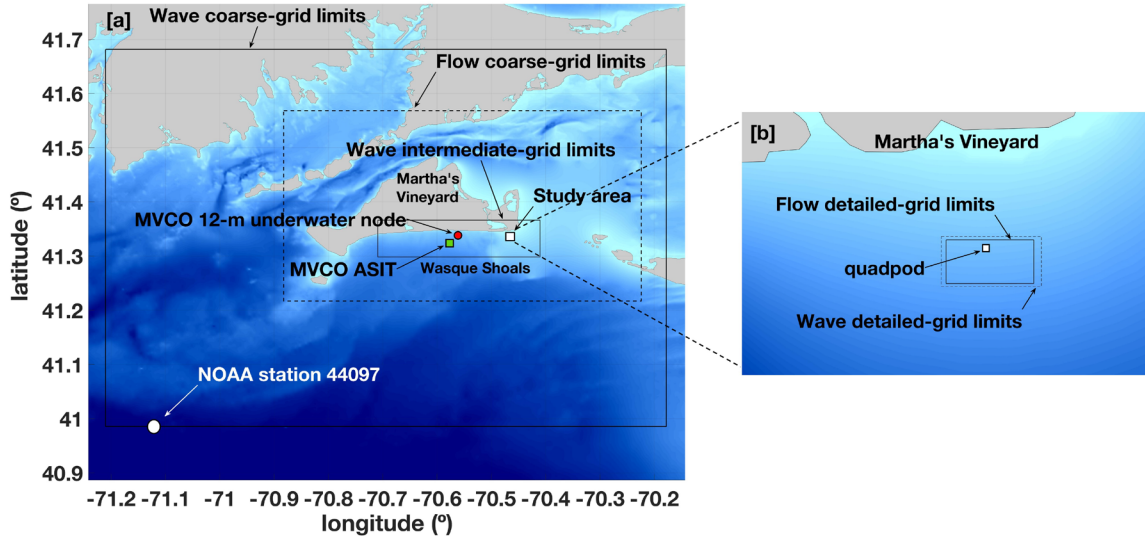 [a]
Wave coarse-grid limits
Flow coarse-grid limits
Wave intermediate-grid limits
Martha's
Vineyard
Study area
MVCO 12-m underwater node
MVCO ASIT
Wasque Shoals
NOAA station 44097
41.7
41.6
41.5
41.4
41.3
41.2
41.1
41
40.9
latitude (º)
-71.2 -71.1 -71 -70.9 -70.8 -70.7 -70.6 -70.5 -70.4 -70.3 -70.2
longitude (º)
[b]
Martha's Vineyard
Flow detailed-grid limits
quadpod
Wave detailed-grid limits